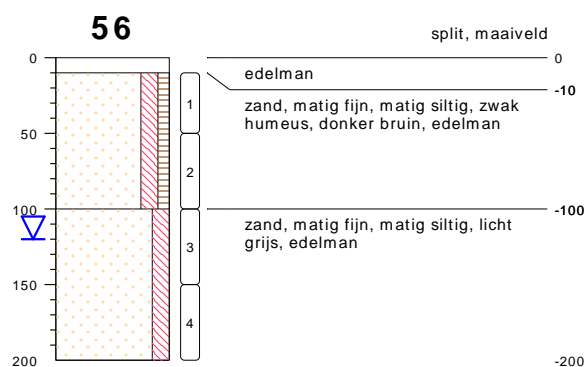 56
split, maaiveld
0
0
edelman
-10
1
zand, matig fijn, matig siltig, zwak
humeus, donker bruin, edelman
50
2
100
-100
zand, matig fijn, matig siltig, licht
grijs, edelman
3
150
4
200
-200